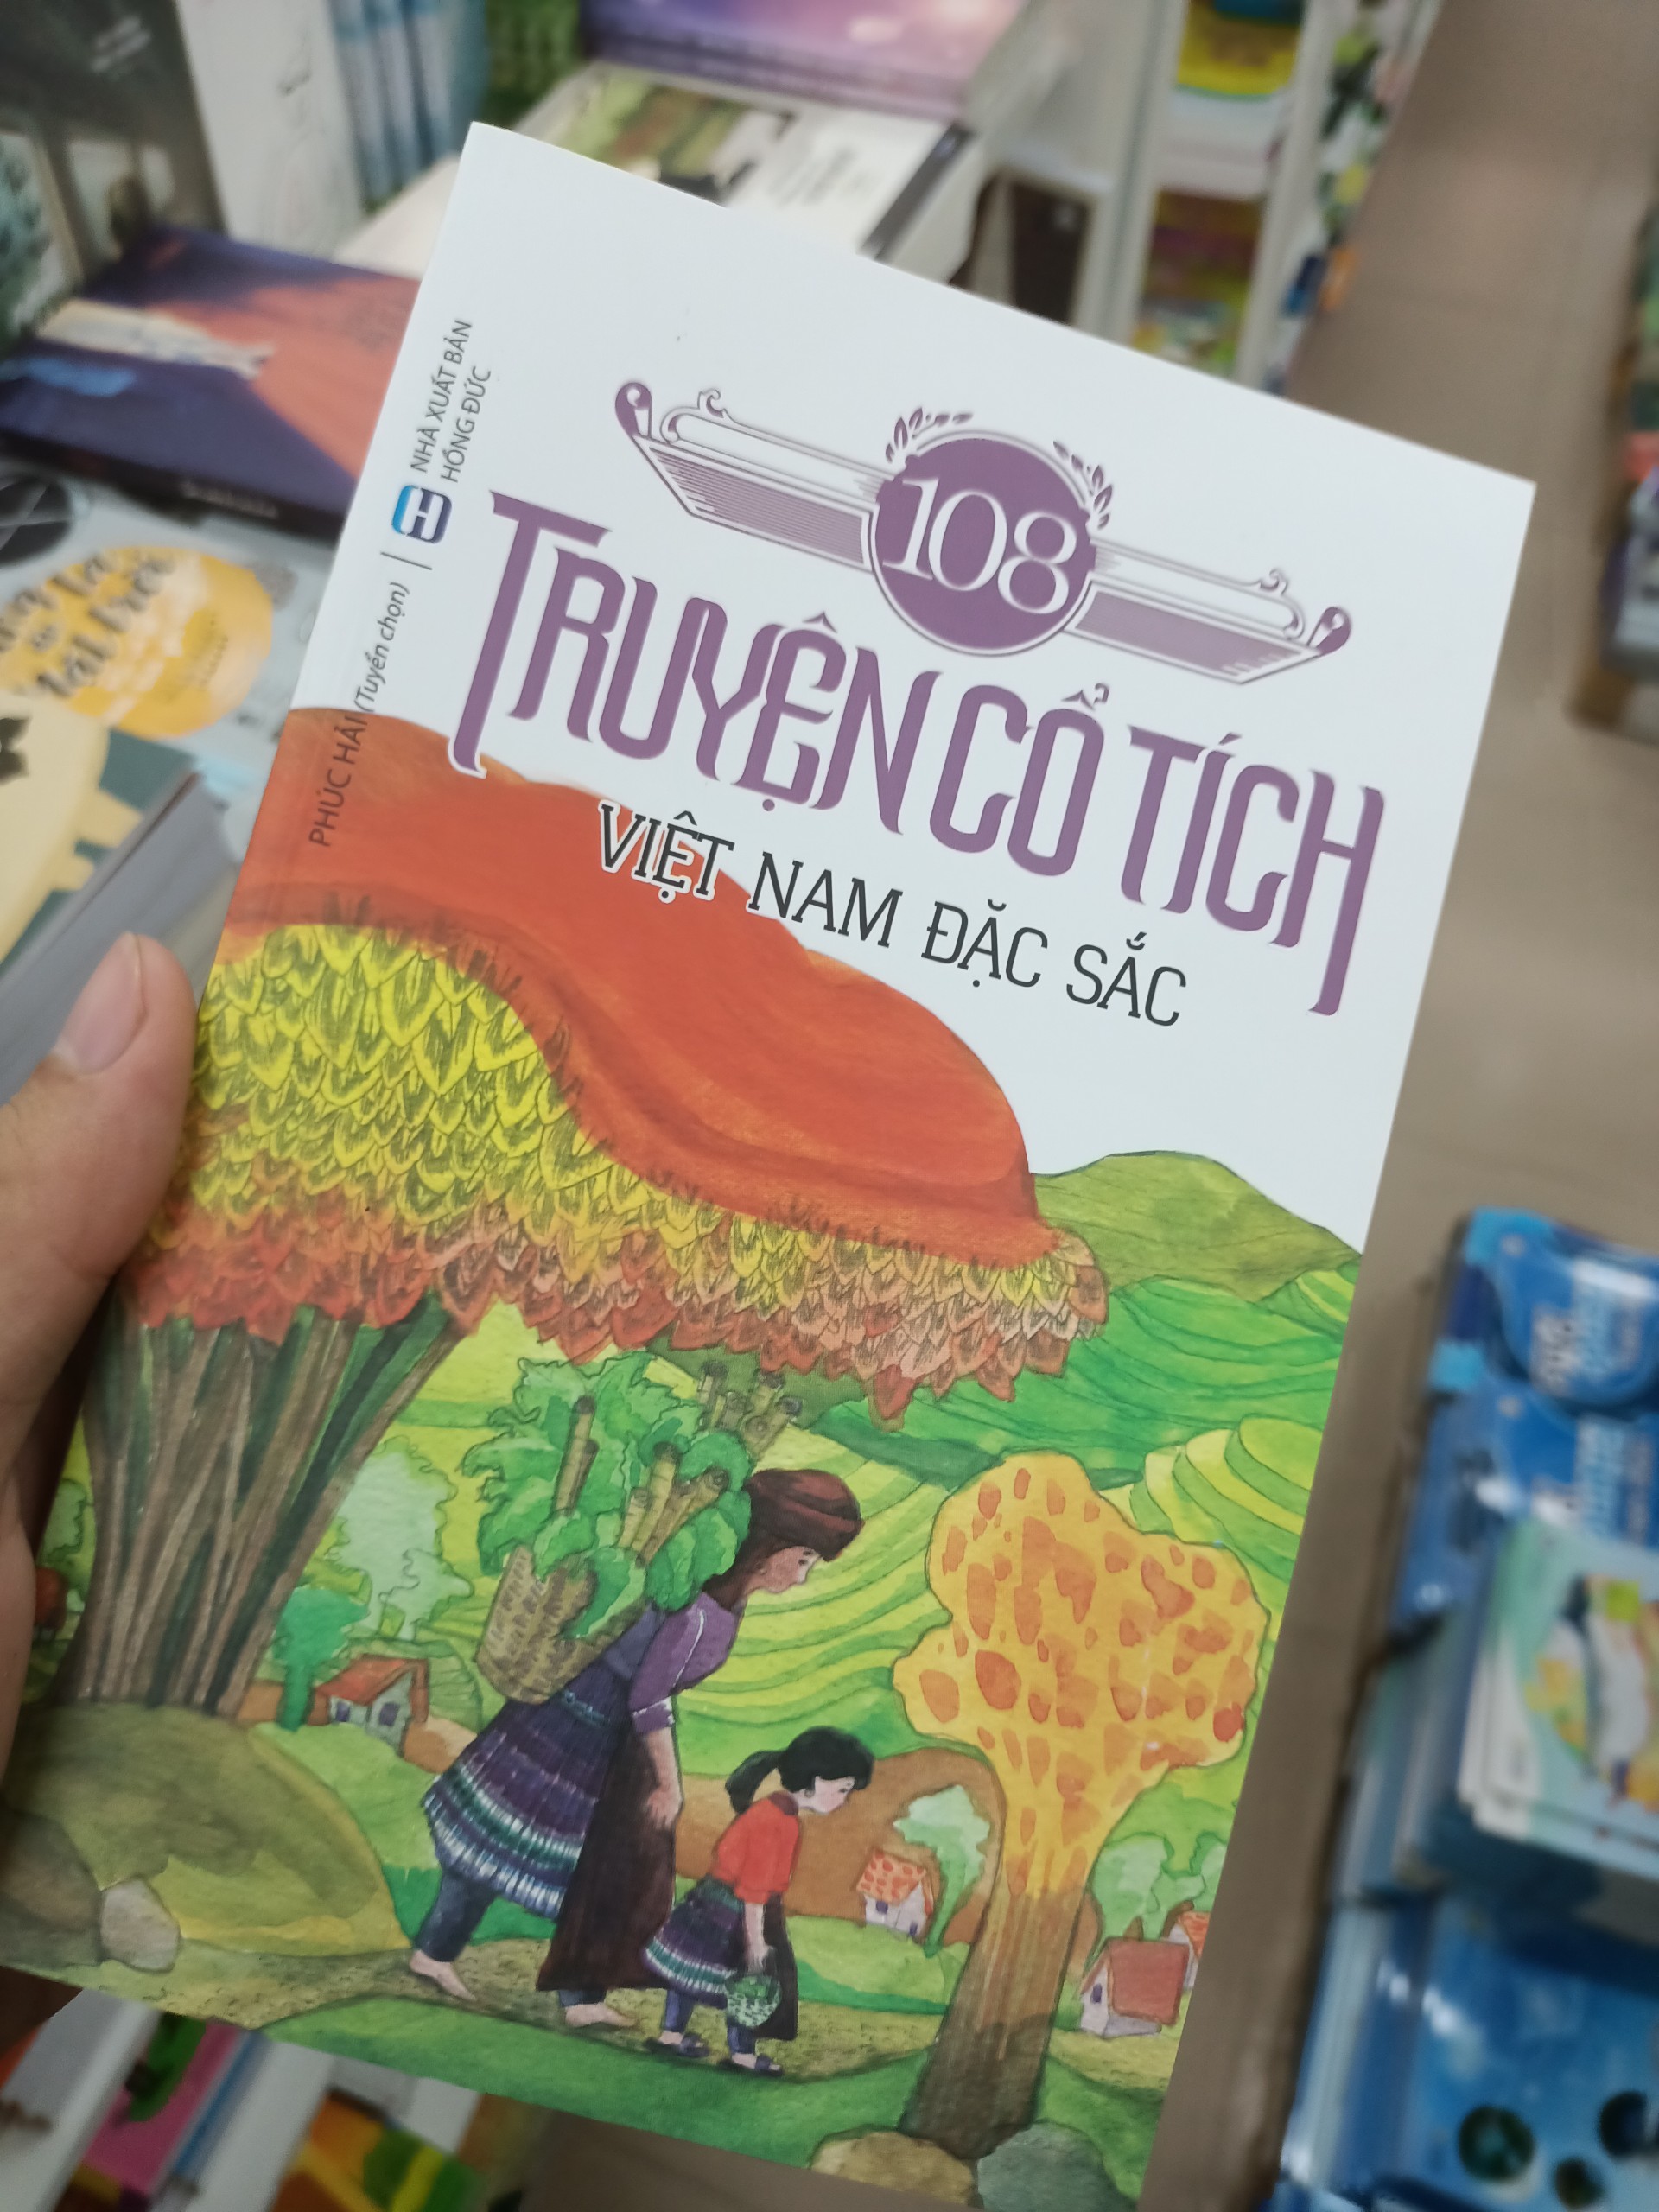 NHÀ XUẤT BẢN
HỒNG ĐỨC
PHÚC HẢI (Tuyển chọn)
108
TRUYỆN CỔ TÍCH
VIỆT NAM ĐẶC SẮC